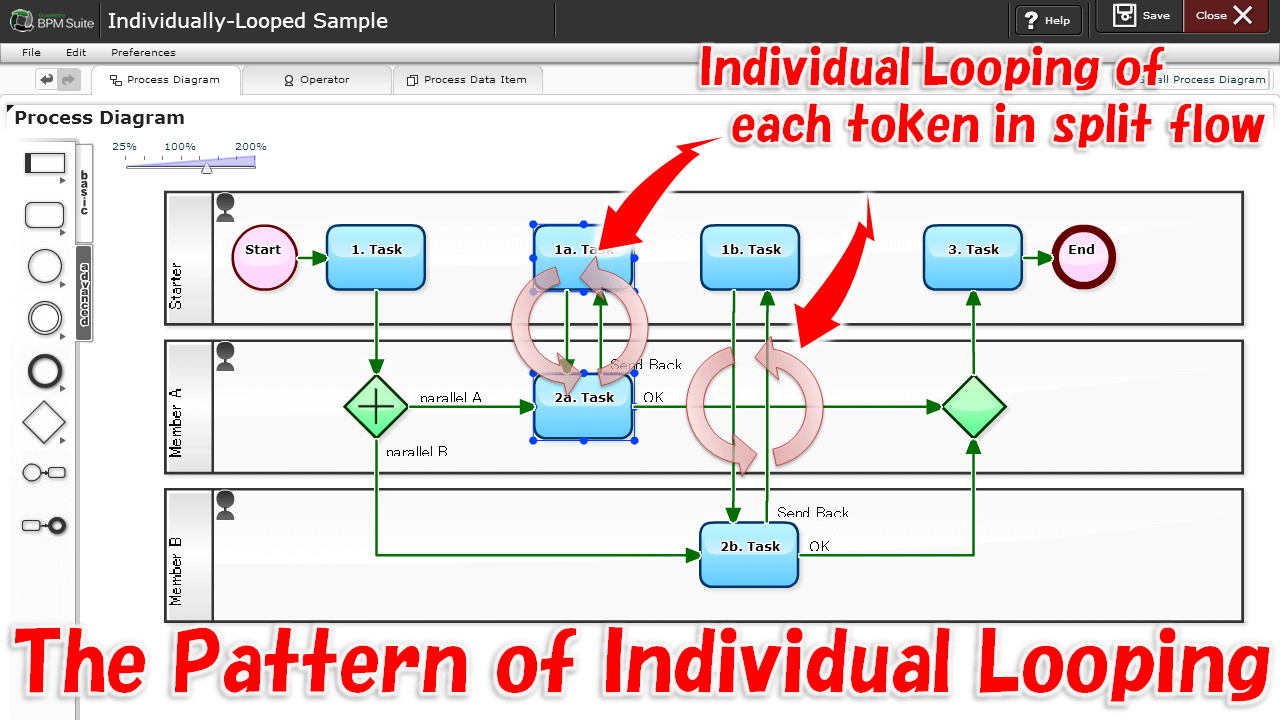 Questetra
BPM Suite
Individually-Looped Sample
Help
Save
Close
File
Edit
Preferences
Process Diagram
Operator
Process Data Item
Process Diagram
Individual Looping of
each token in split flow
Process Diagram
25%
100%
200%
basic
advanced
Starter
Start
1. Task
1a. Task
1b. Task
3. Task
End
Send Back
Member A
parallel A
2a. Task
OK
parallel B
Send Back
Member B
2b. Task
OK
The Pattern of Individual Looping